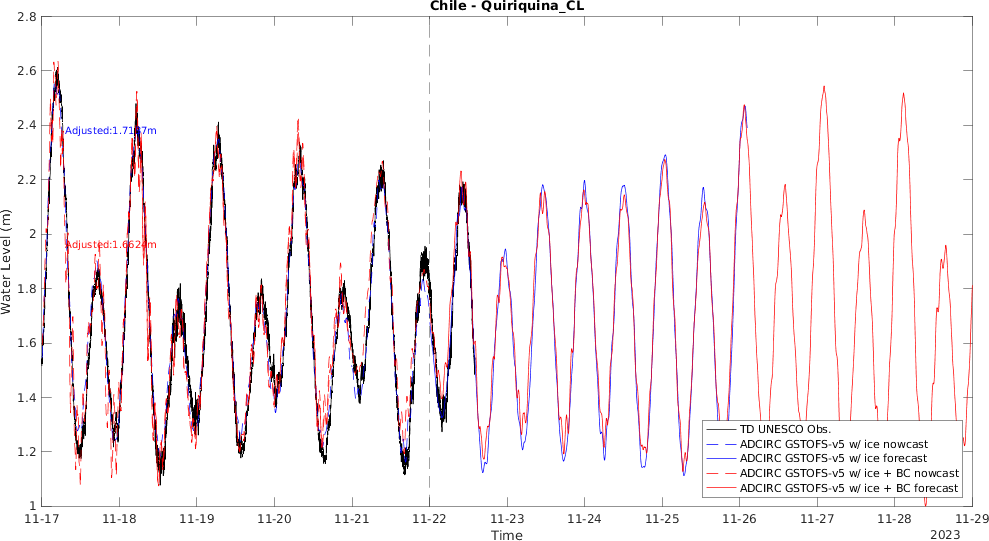 Chile - Quiriquina_CL
2.8
2.6
2.4
2.2
2
1.8
1.6
1.4
1.2
1
Water Level (m)
Adjusted:1.7187m
Adjusted:1.6624m
TD UNESCO Obs.
ADCIRC GSTOFS-v5 w/ ice nowcast
ADCIRC GSTOFS-v5 w/ ice forecast
ADCIRC GSTOFS-v5 w/ ice + BC nowcast
ADCIRC GSTOFS-v5 w/ ice + BC forecast
11-17 11-18 11-19 11-20 11-21 11-22 11-23 11-24 11-25 11-26 11-27 11-28 11-29
Time
2023